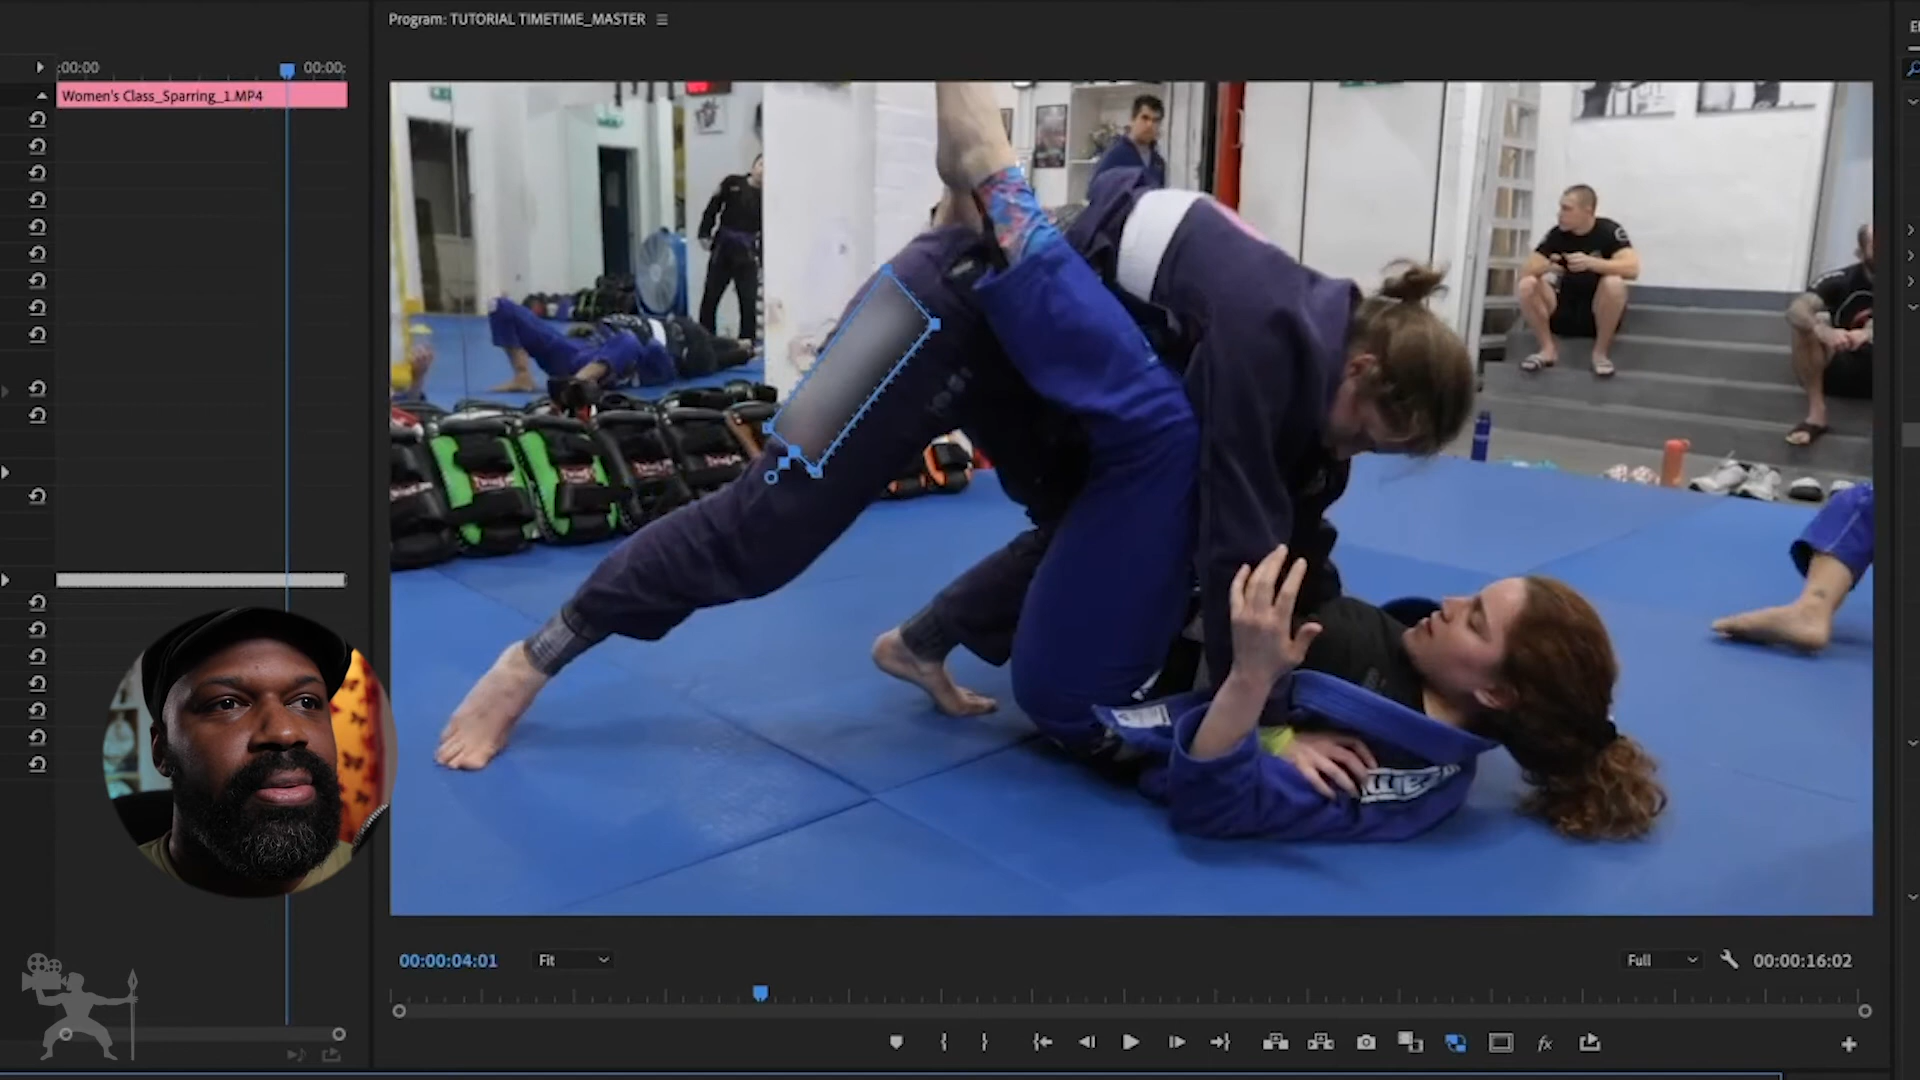 Program: TUTORIAL TIMETIME_MASTER
:00:00
00:00:
Women's Class_Sparring_1.MP4
00:00:04:01
Fit
Full
00:00:16:02
fx